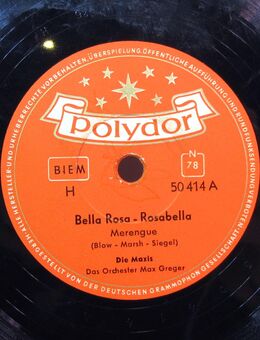 ALLE HERSTELLER- UND URHEBERRECHTE VORBEHALTEN, ÜBERSPIELUNG, ÖFFENTLICHE AUFFÜHRUNG UND RUNDFUNKSENDUNG VERBOTEN
polydor
BIEM
N
78
H
50 414 A
Bella Rosa - Rosabella
Merengue
(Blow - Marsh - Siegel)
Die Maxis
Das Orchester Max Greger
HERGESTELLT VON DER DEUTSCHEN GRAMMOPHON